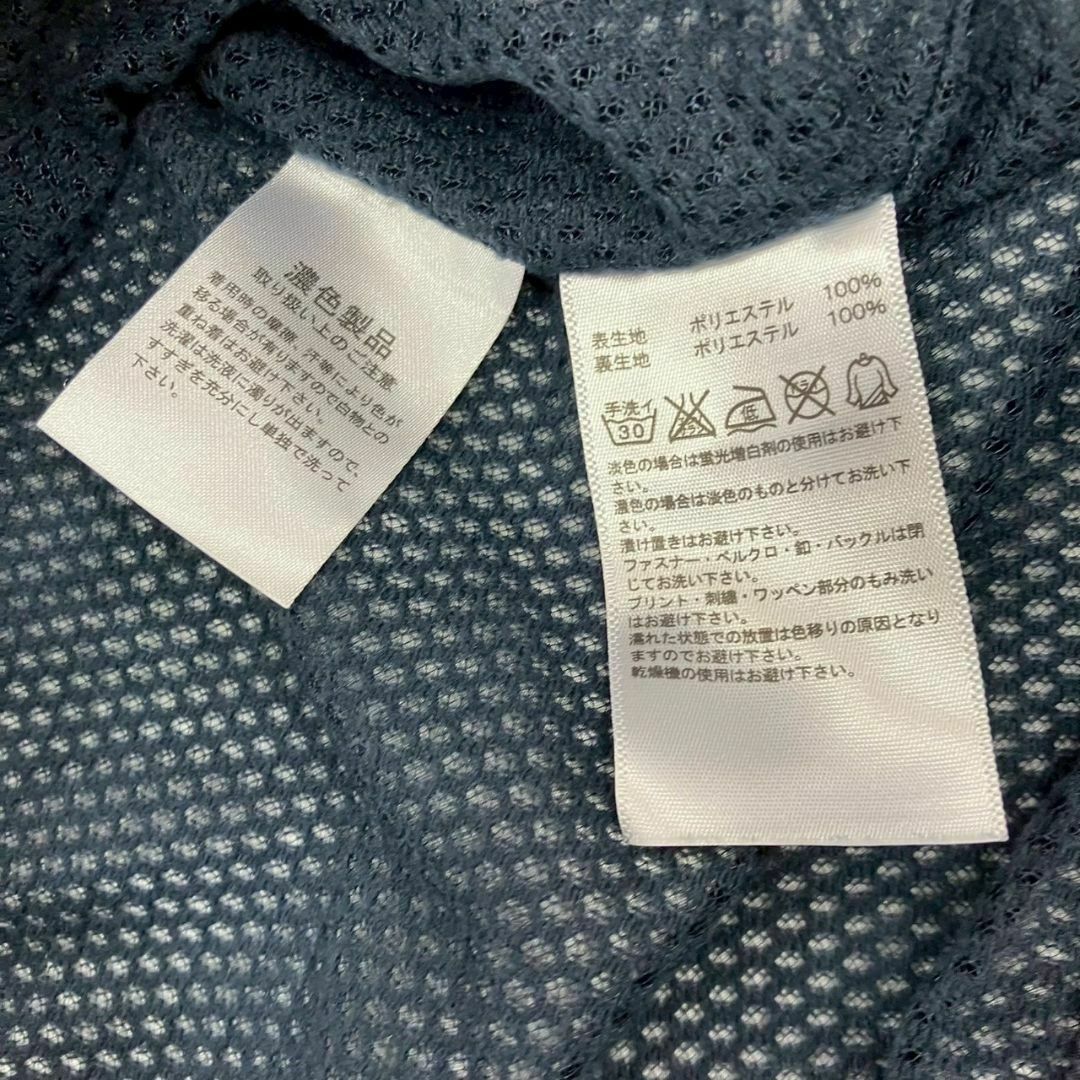 濃色製品
取り扱い上のご注意
着用時の摩擦、汗等により色が
移る場合が有りますので白物との
重ね着はお避け下さい。
洗濯は洗液に濁りが出ますので、
すすぎを充分にし単独で洗って
下さい。
表生地 ポリエステル 100%
裏生地 ポリエステル 100%
手洗イ
30
低
淡色の場合は蛍光増白剤の使用はお避け下
さい。
濃色の場合は淡色のものと分けてお洗い下
さい。
漬け置きはお避け下さい。
ファスナー・ベルクロ・釦・バックルは閉
じてお洗い下さい。
プリント・刺繍・ワッペン部分のもみ洗い
はお避け下さい。
濡れた状態での放置は色移りの原因となり
ますのでお避け下さい。
乾燥機の使用はお避け下さい。